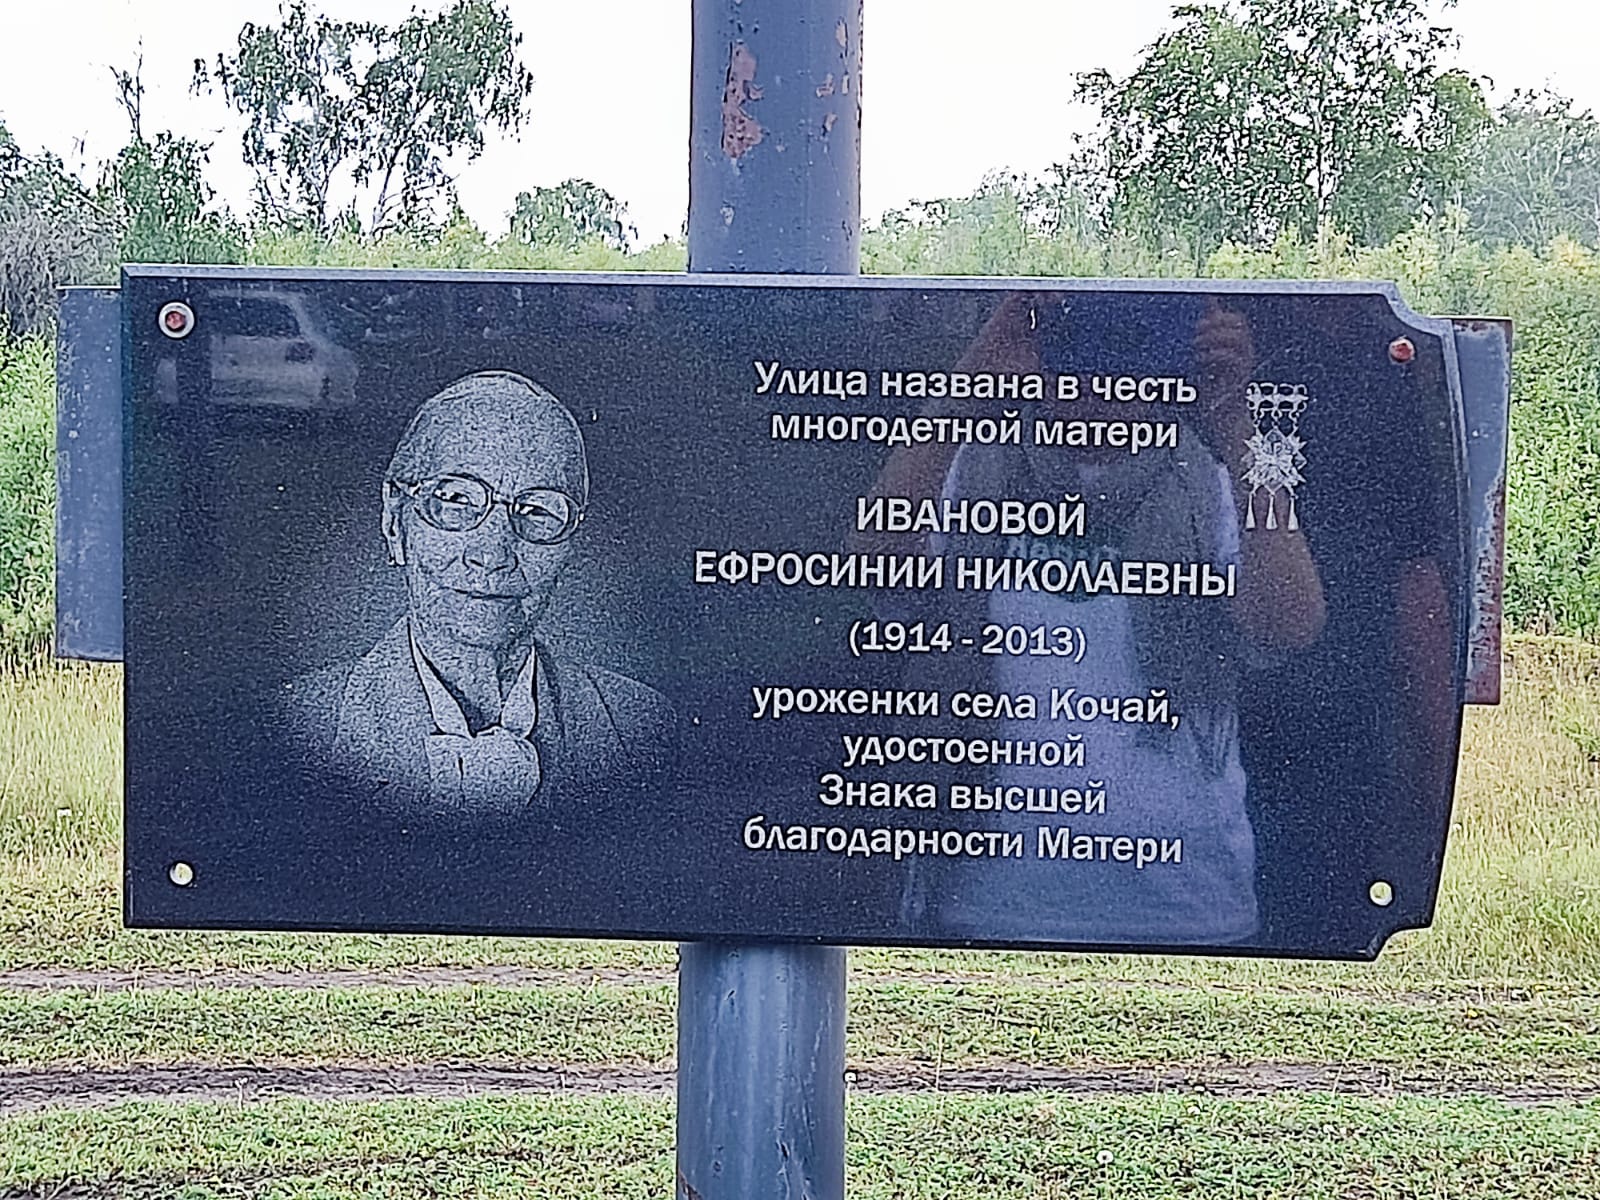 Улица названа в честь
многодетной матери
ИВАНОВОЙ
ЕФРОСИНИИ НИКОЛАЕВНЫ
(1914 - 2013)
уроженки села Кочай,
удостоенной
Знака высшей
благодарности Матери